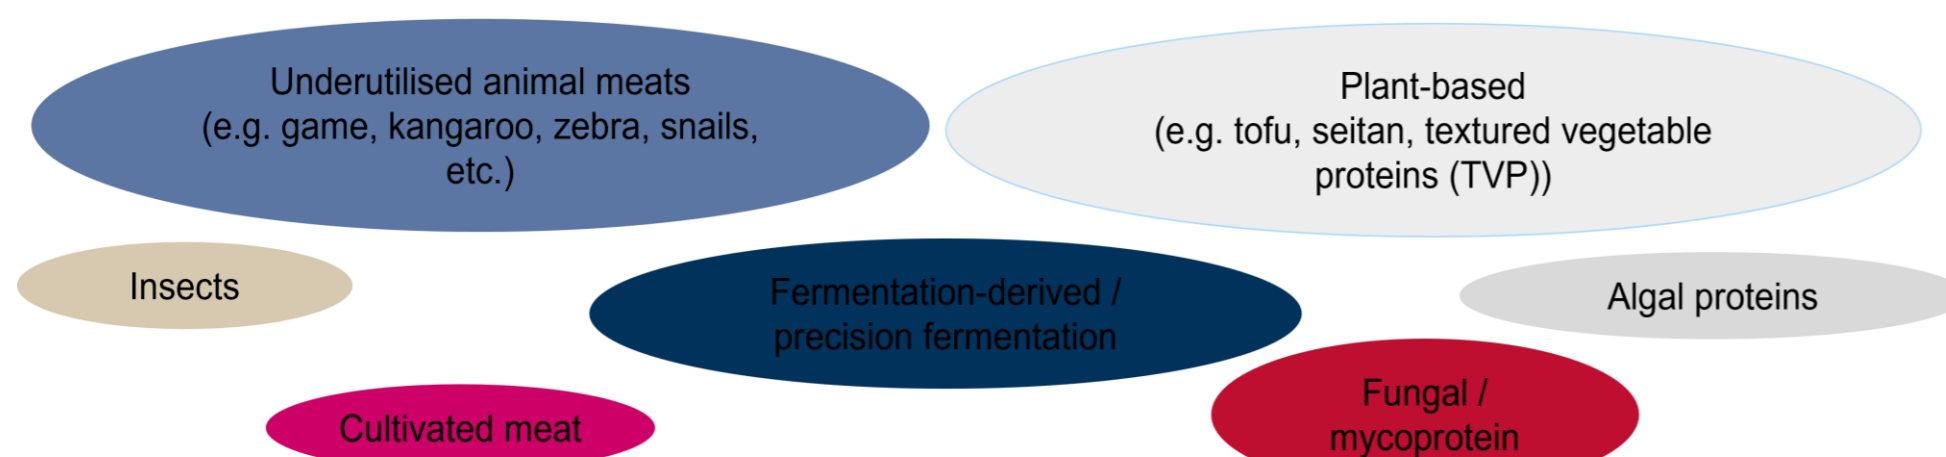 Underutilised animal meats
(e.g. game, kangaroo, zebra, snails,
etc.)
Plant-based
(e.g. tofu, seitan, textured vegetable
proteins (TVP))
Insects
Fermentation-derived /
precision fermentation
Algal proteins
Cultivated meat
Fungal /
mycoprotein